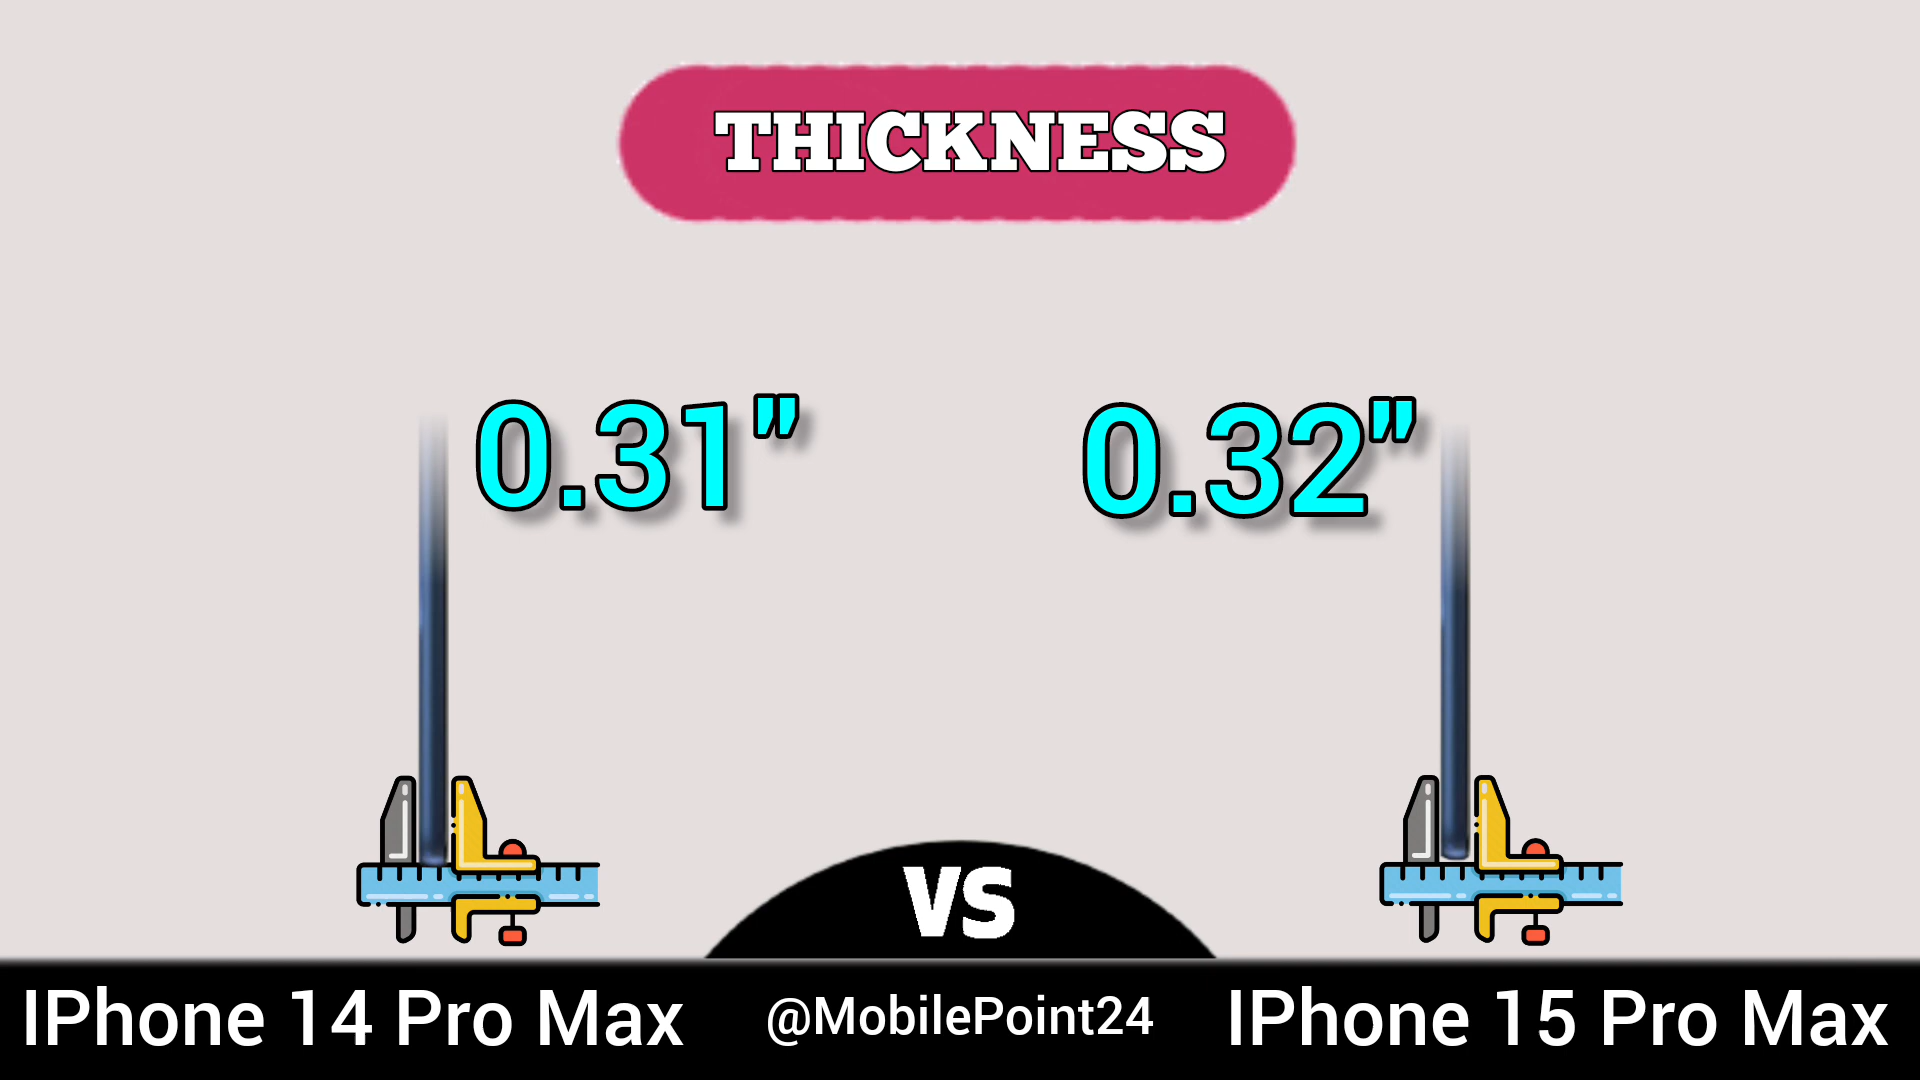 THICKNESS
0.31"
0.32"
VS
IPhone 14 Pro Max
@MobilePoint24
IPhone 15 Pro Max